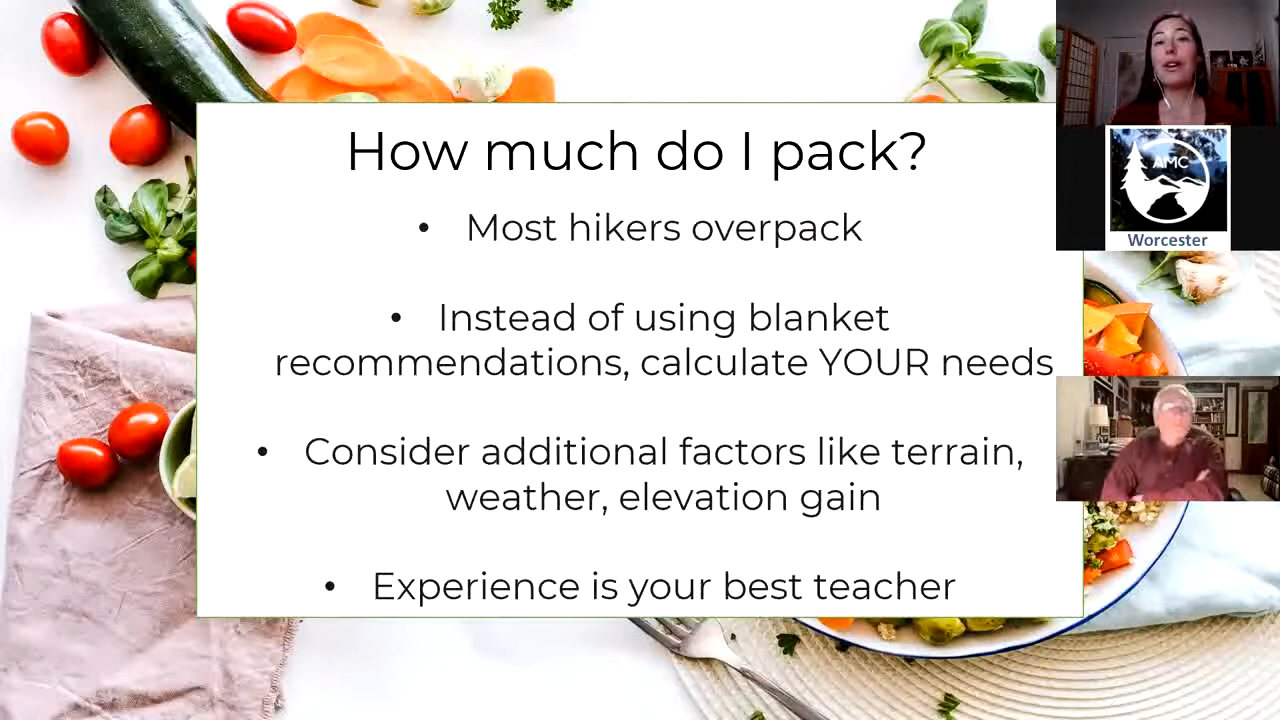 How much do I pack?
• Most hikers overpack
• Instead of using blanket
recommendations, calculate YOUR needs
• Consider additional factors like terrain,
weather, elevation gain
• Experience is your best teacher
AMC
Worcester